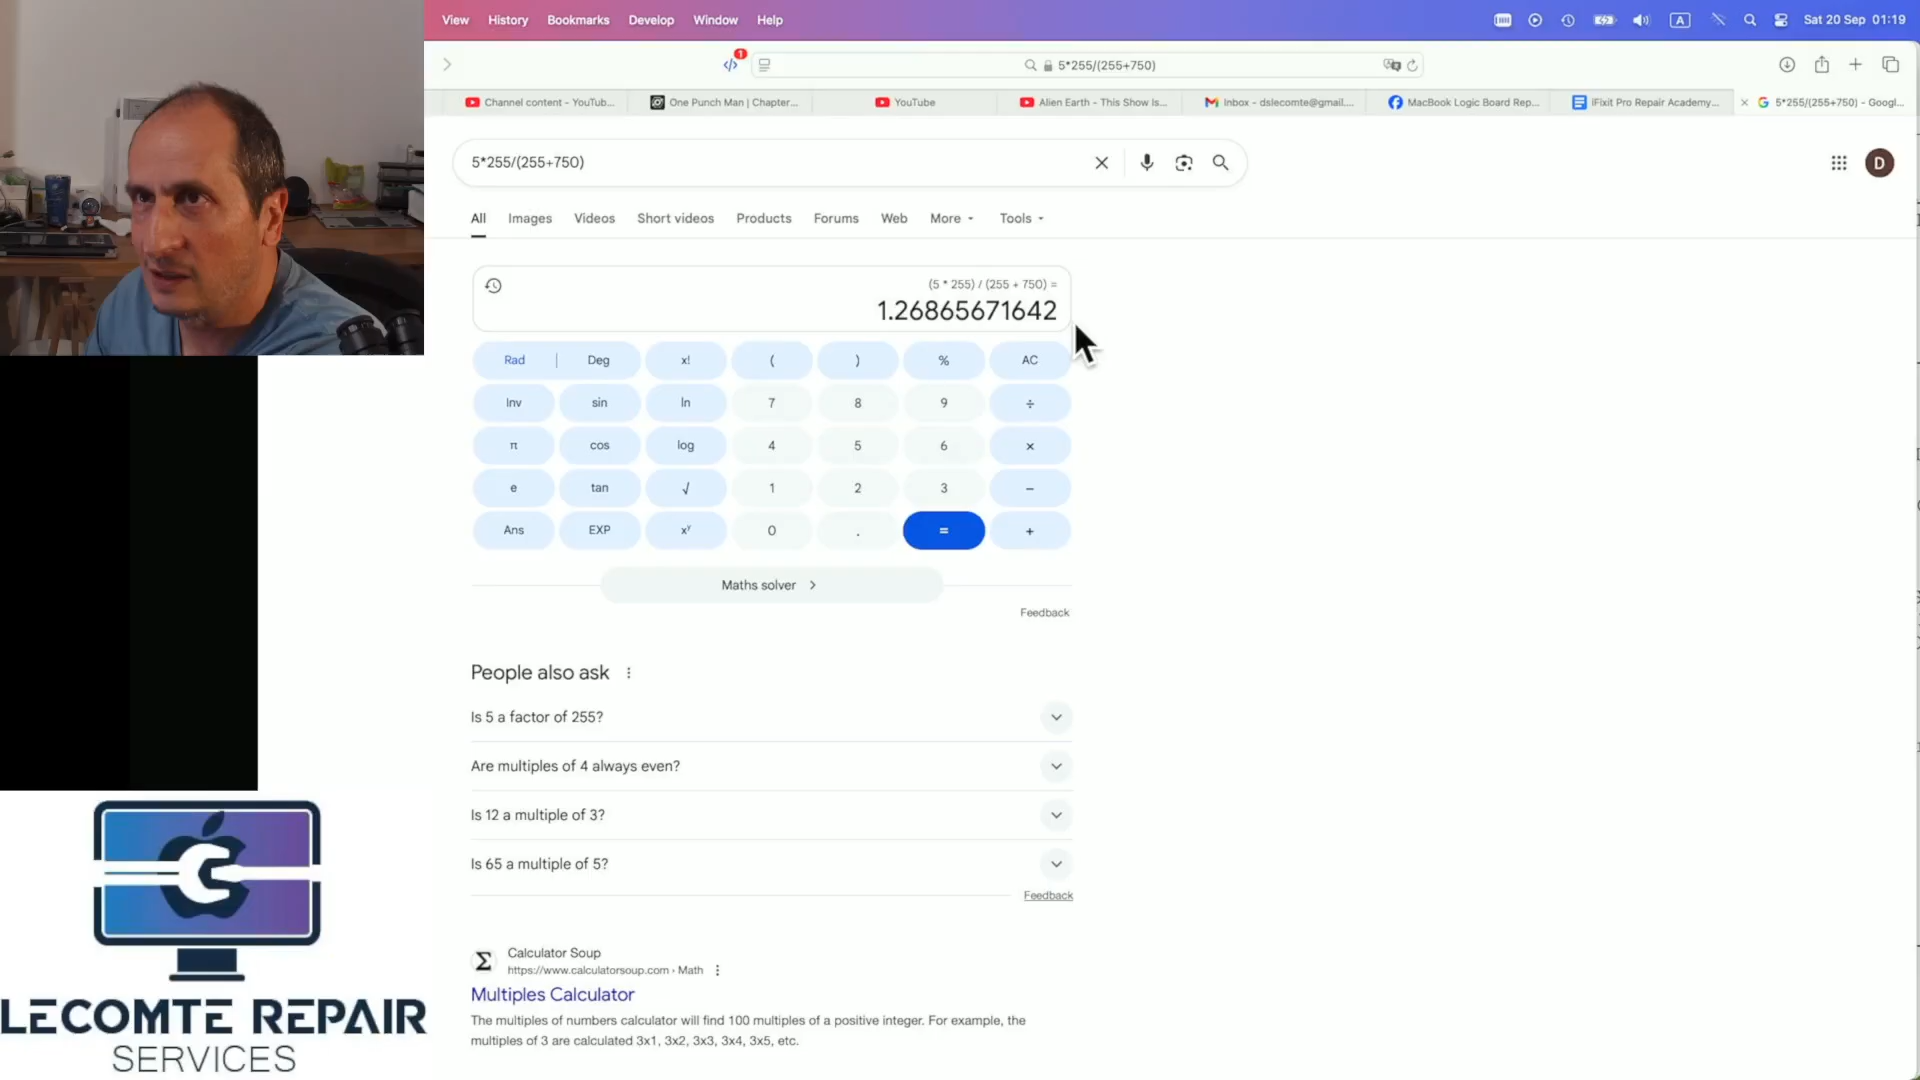 View History Bookmarks Develop Window Help
A
Sat 20 Sep 01:19
1
5*255/(255+750)
Channel content - YouTub...
One Punch Man | Chapter...
YouTube
Alien Earth - This Show Is...
Inbox - dslecomte@gmail....
MacBook Logic Board Rep...
iFixit Pro Repair Academy...
5*255/(255+750) - Googl...
5*255/(255+750)
D
All Images Videos Short videos Products Forums Web More Tools
(5 * 255) / (255 + 750) =
1.26865671642
Rad | Deg x! ( ) % AC
Inv sin ln 7 8 9 ÷
π cos log 4 5 6 ×
e tan √ 1 2 3 −
Ans EXP xʸ 0 . = +
Maths solver
Feedback
People also ask
Is 5 a factor of 255?
Are multiples of 4 always even?
Is 12 a multiple of 3?
Is 65 a multiple of 5?
Feedback
Σ
Calculator Soup
https://www.calculatorsoup.com › Math
Multiples Calculator
The multiples of numbers calculator will find 100 multiples of a positive integer. For example, the
multiples of 3 are calculated 3x1, 3x2, 3x3, 3x4, 3x5, etc.
LECOMTE REPAIR
SERVICES